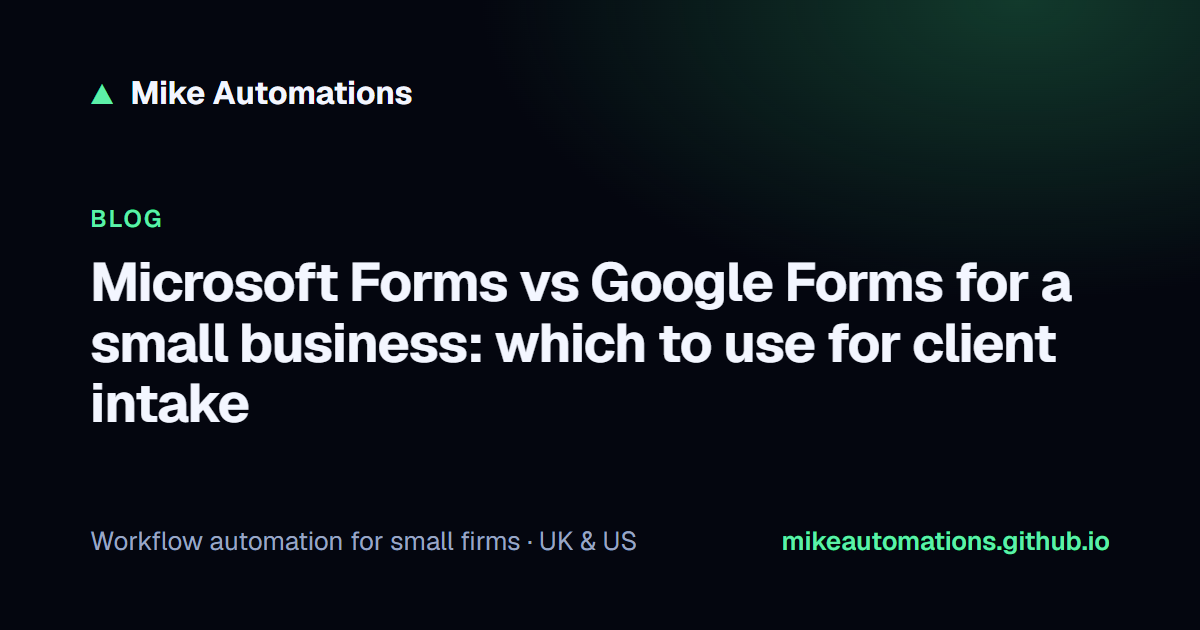 Mike Automations
BLOG
Microsoft Forms vs Google Forms for a
small business: which to use for client
intake
Workflow automation for small firms · UK & US
mikeautomations.github.io